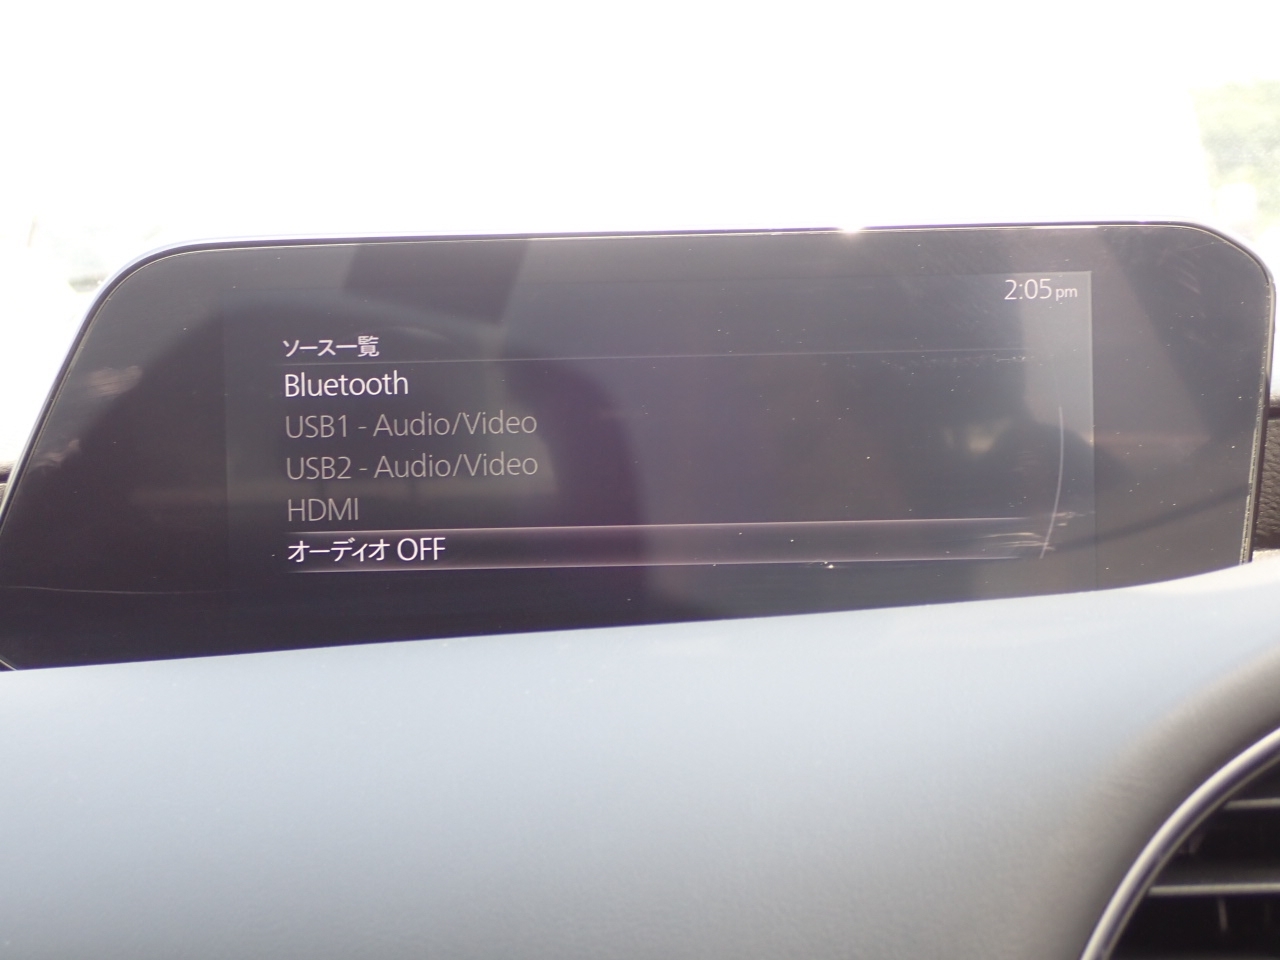 2:05pm
ソース一覧
Bluetooth
USB1 - Audio/Video
USB2 - Audio/Video
HDMI
オーディオ OFF